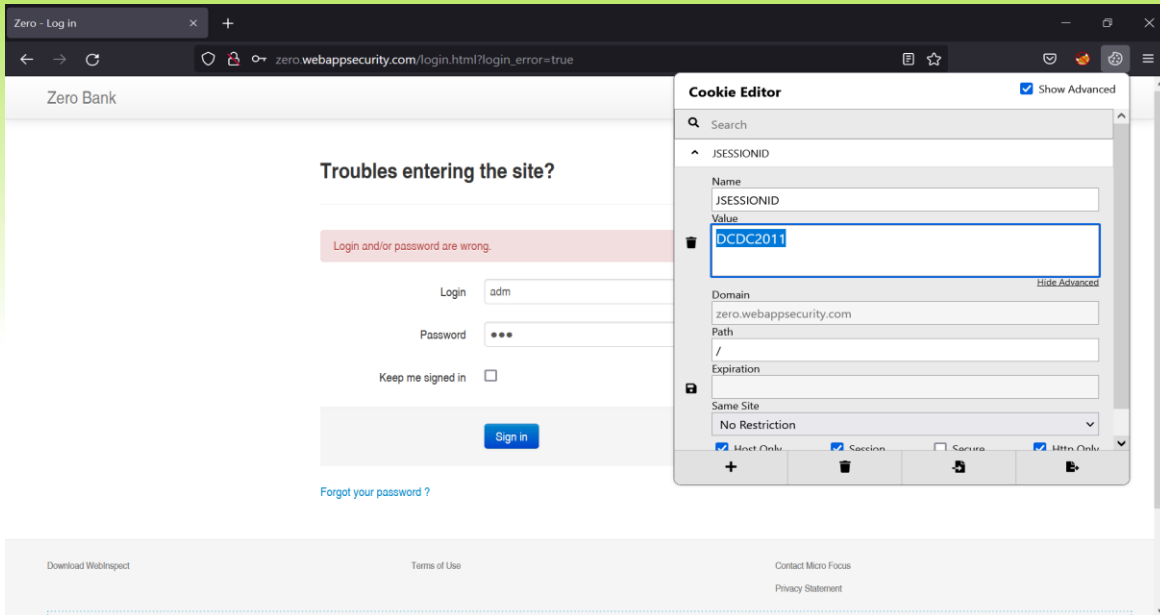 Zero - Log in
zero.webappsecurity.com/login.html?login_error=true
Zero Bank
Troubles entering the site?
Login and/or password are wrong.
Login adm
Password
Keep me signed in
Sign in
Forgot your password ?
Cookie Editor
Show Advanced
Search
JSESSIONID
Name
JSESSIONID
Value
DCDC2011
Hide Advanced
Domain
zero.webappsecurity.com
Path
/
Expiration
Same Site
No Restriction
Host Only Session Secure Http Only
Download WebInspect
Terms of Use
Contact Micro Focus
Privacy Statement